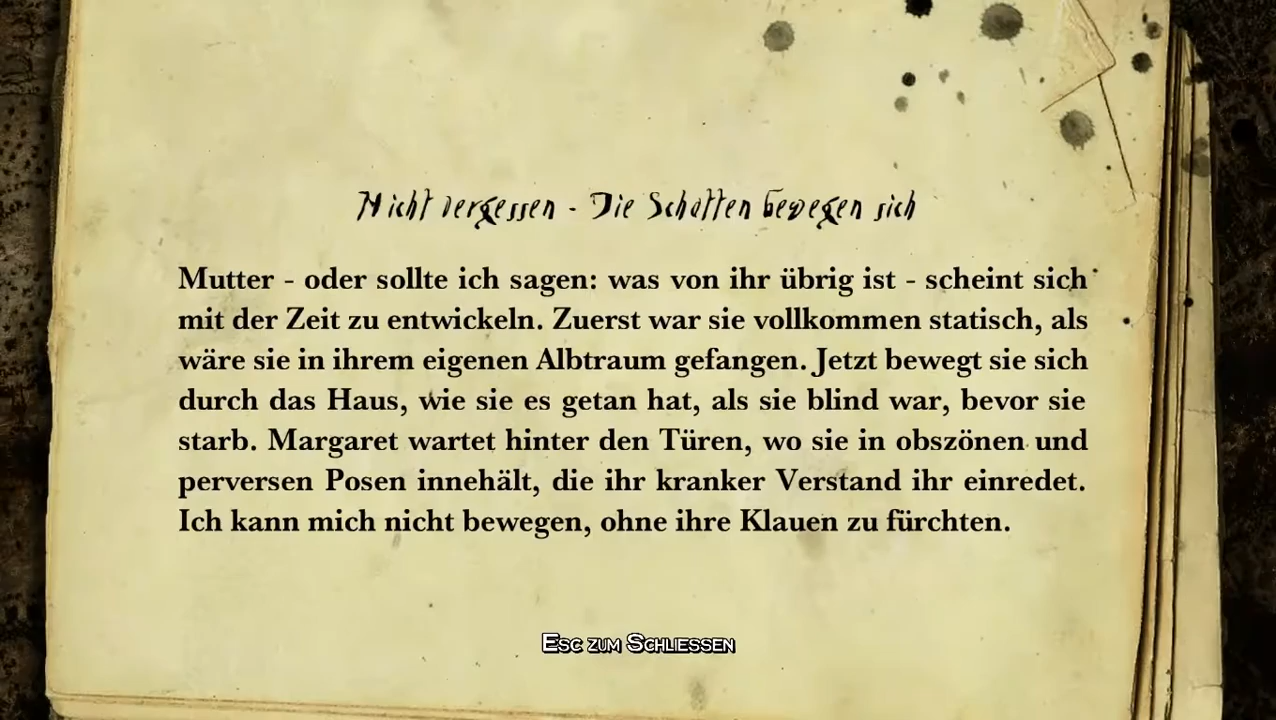 Nicht vergessen - Die Schatten bewegen sich
Mutter - oder sollte ich sagen: was von ihr übrig ist - scheint sich
mit der Zeit zu entwickeln. Zuerst war sie vollkommen statisch, als
wäre sie in ihrem eigenen Albtraum gefangen. Jetzt bewegt sie sich
durch das Haus, wie sie es getan hat, als sie blind war, bevor sie
starb. Margaret wartet hinter den Türen, wo sie in obszönen und
perversen Posen innehält, die ihr kranker Verstand ihr einredet.
Ich kann mich nicht bewegen, ohne ihre Klauen zu fürchten.
Esc zum Schliessen